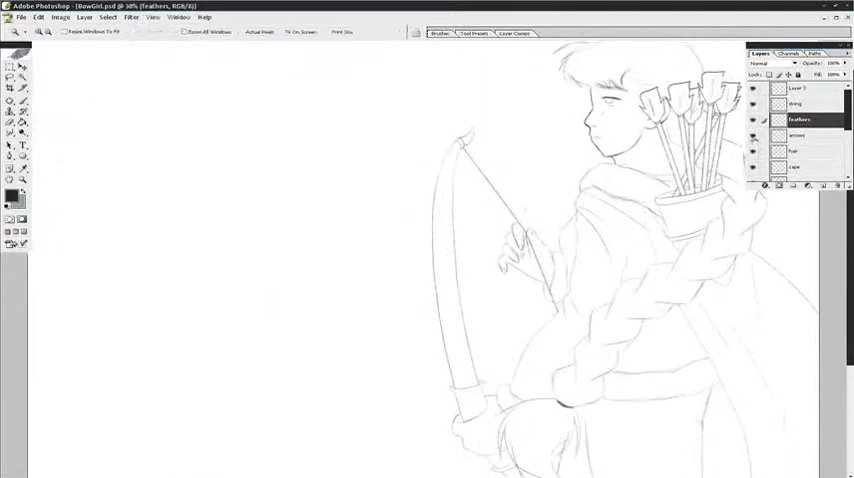 Adobe Photoshop - [BowGirl.psd @ 50% (feathers, RGB/8)]
File Edit Image Layer Select Filter View Window Help
Resize Windows To Fit Zoom All Windows Actual Pixels Fit On Screen Print Size Brushes Tool Presets Layer Comps
Layers Channels Paths
Normal Opacity: 100%
Lock: Fill: 100%
Layer 3
string
feathers
arrows
hair
cape